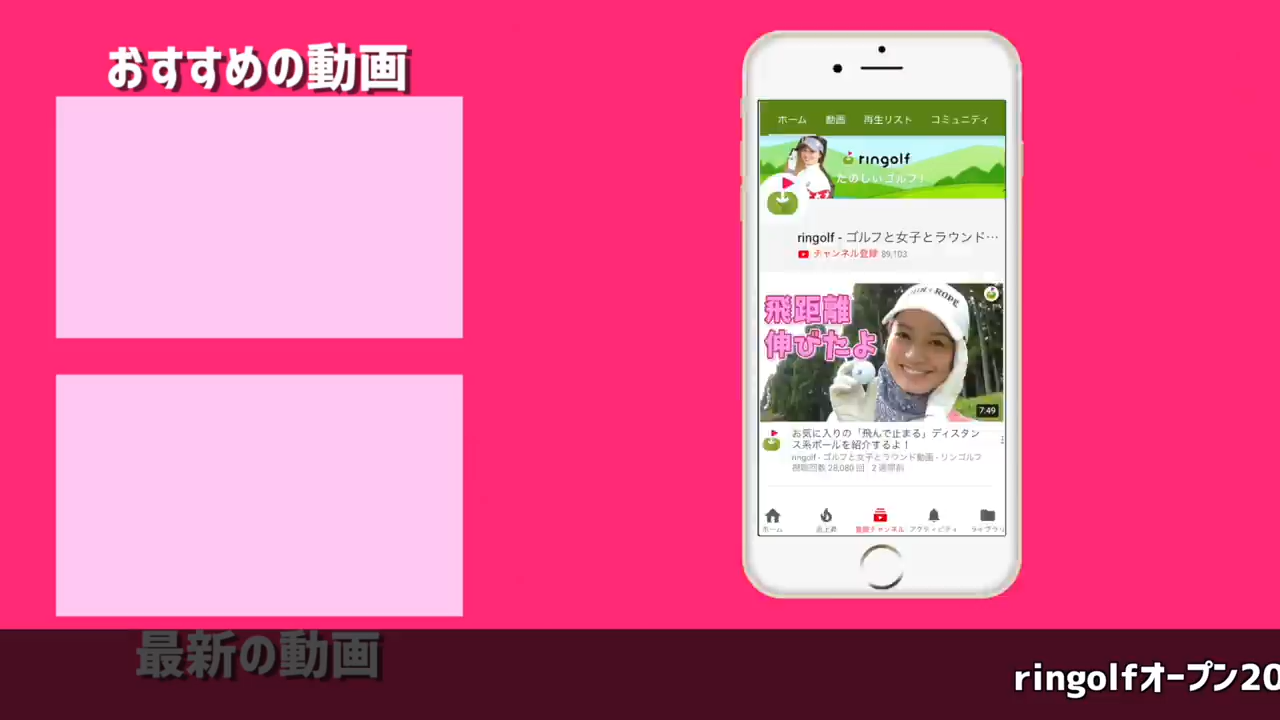 おすすめの動画
最新の動画
ホーム 動画 再生リスト コミュニティ
ringolf
たのしいゴルフ!
ringolf - ゴルフと女子とラウンド…
チャンネル登録 89,103
飛距離
伸びたよ
7:49
お気に入りの「飛んで止まる」ディスタン
ス系ボールを紹介するよ!
ringolf - ゴルフと女子とラウンド動画 - リンゴルフ
視聴回数 28,080 回 2 週間前
ホーム 急上昇 登録チャンネル アクティビティ ライブラリ
ringolfオープン20